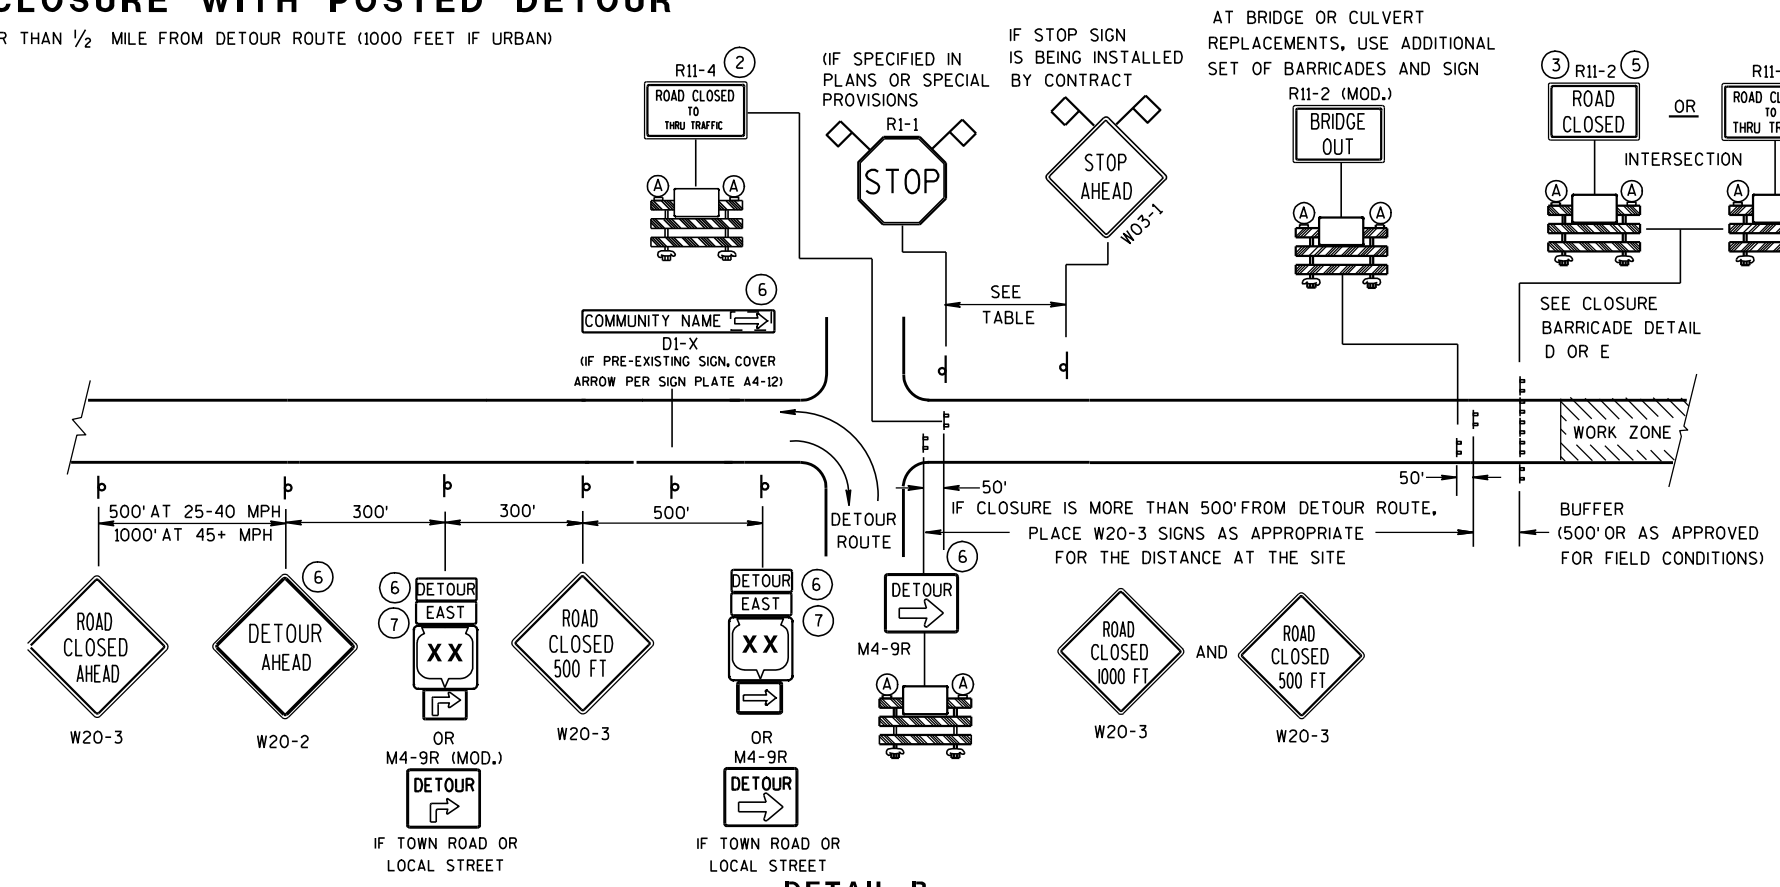 CLOSURE WITH POSTED DETOUR
R THAN 1/2 MILE FROM DETOUR ROUTE (1000 FEET IF URBAN)
R11-4
2
ROAD CLOSED
TO
THRU TRAFFIC
A
A
(IF SPECIFIED IN
PLANS OR SPECIAL
PROVISIONS
R1-1
STOP
IF STOP SIGN
IS BEING INSTALLED
BY CONTRACT
STOP
AHEAD
W03-1
AT BRIDGE OR CULVERT
REPLACEMENTS, USE ADDITIONAL
SET OF BARRICADES AND SIGN
R11-2 (MOD.)
BRIDGE
OUT
A
A
3
R11-2
5
ROAD
CLOSED
A
A
OR
R11-
ROAD CL
TO
THRU TR
INTERSECTION
A
6
COMMUNITY NAME
D1-X
(IF PRE-EXISTING SIGN, COVER
ARROW PER SIGN PLATE A4-12)
SEE
TABLE
SEE CLOSURE
BARRICADE DETAIL
D OR E
WORK ZONE
500' AT 25-40 MPH
1000' AT 45+ MPH
300'
300'
500'
DETOUR
ROUTE
50'
50'
IF CLOSURE IS MORE THAN 500' FROM DETOUR ROUTE,
PLACE W20-3 SIGNS AS APPROPRIATE
FOR THE DISTANCE AT THE SITE
BUFFER
(500' OR AS APPROVED
FOR FIELD CONDITIONS)
ROAD
CLOSED
AHEAD
W20-3
6
DETOUR
AHEAD
W20-2
6
7
DETOUR
EAST
XX
OR
M4-9R (MOD.)
DETOUR
IF TOWN ROAD OR
LOCAL STREET
ROAD
CLOSED
500 FT
W20-3
DETOUR
EAST
XX
6
7
OR
M4-9R
DETOUR
IF TOWN ROAD OR
LOCAL STREET
6
DETOUR
M4-9R
A
A
ROAD
CLOSED
1000 FT
W20-3
AND
ROAD
CLOSED
500 FT
W20-3
DETAIL B